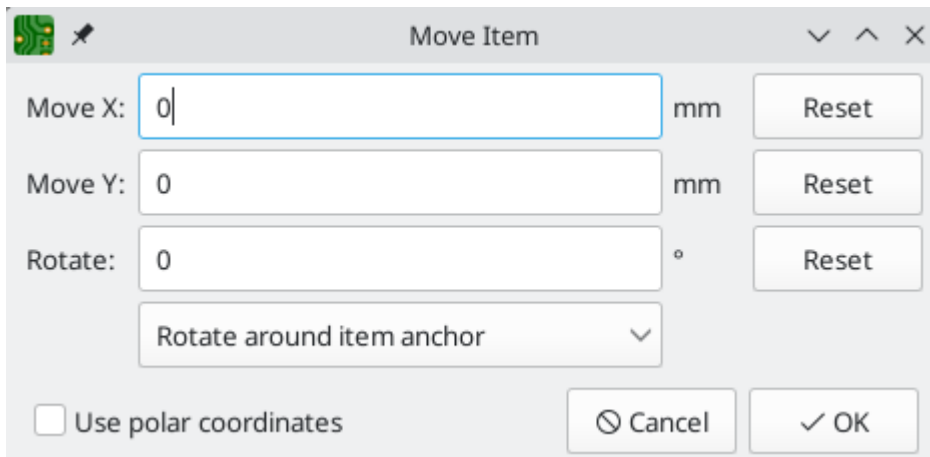 Move Item
Move X: 0 mm Reset
Move Y: 0 mm Reset
Rotate: 0 ° Reset
Rotate around item anchor
Use polar coordinates Cancel OK